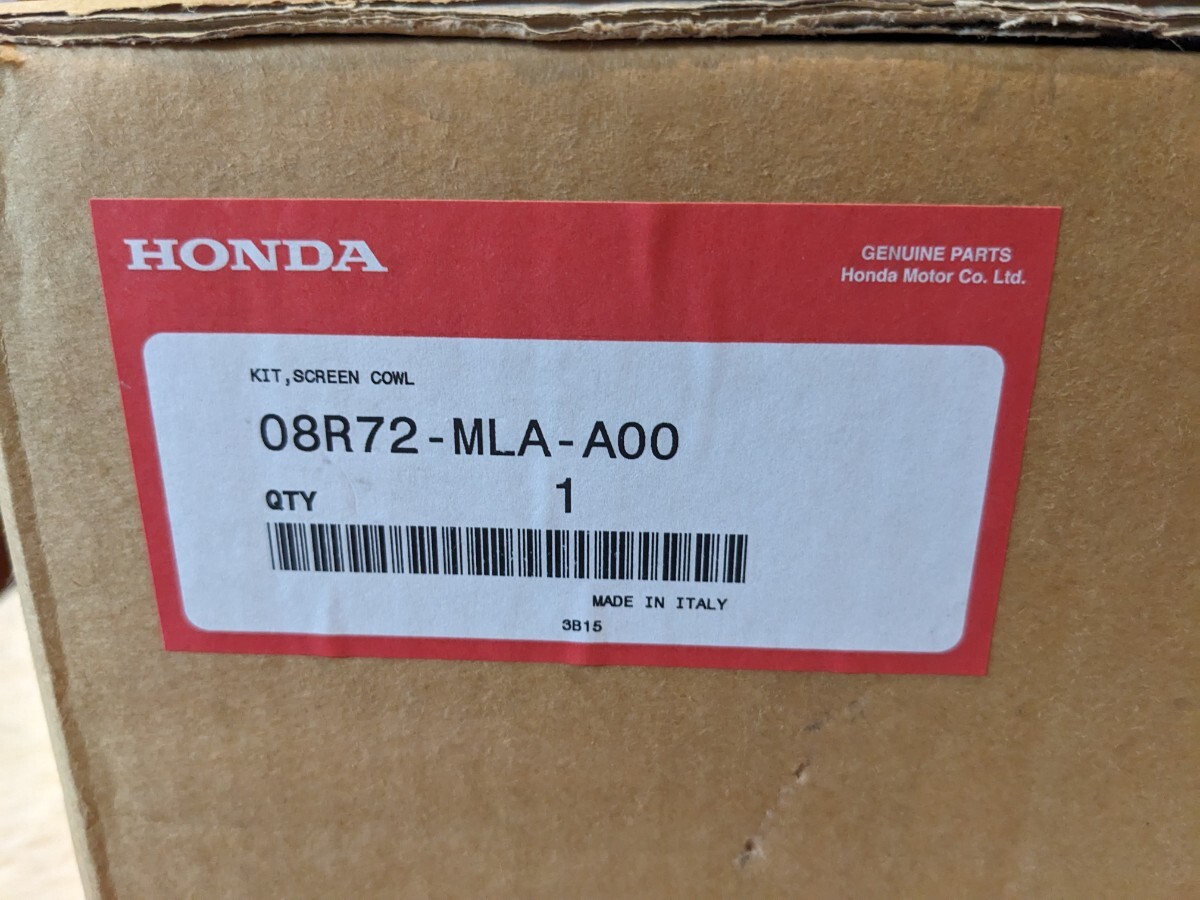 HONDA
GENUINE PARTS
Honda Motor Co. Ltd.
KIT,SCREEN COWL
08R72-MLA-A00
QTY 1
MADE IN ITALY
3B15